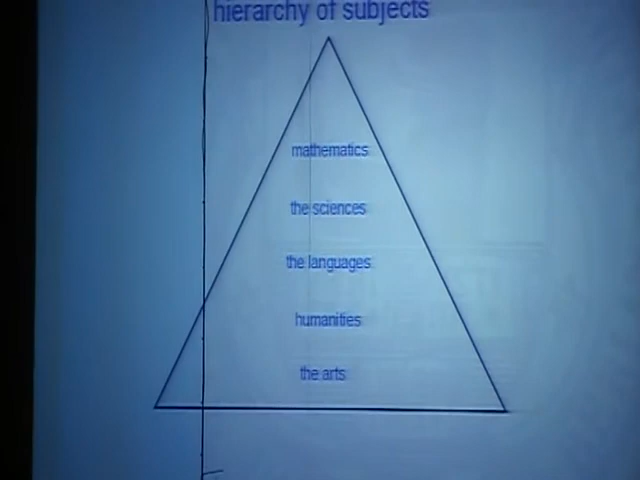 hierarchy of subjects
mathematics
the sciences
the languages
humanities
the arts